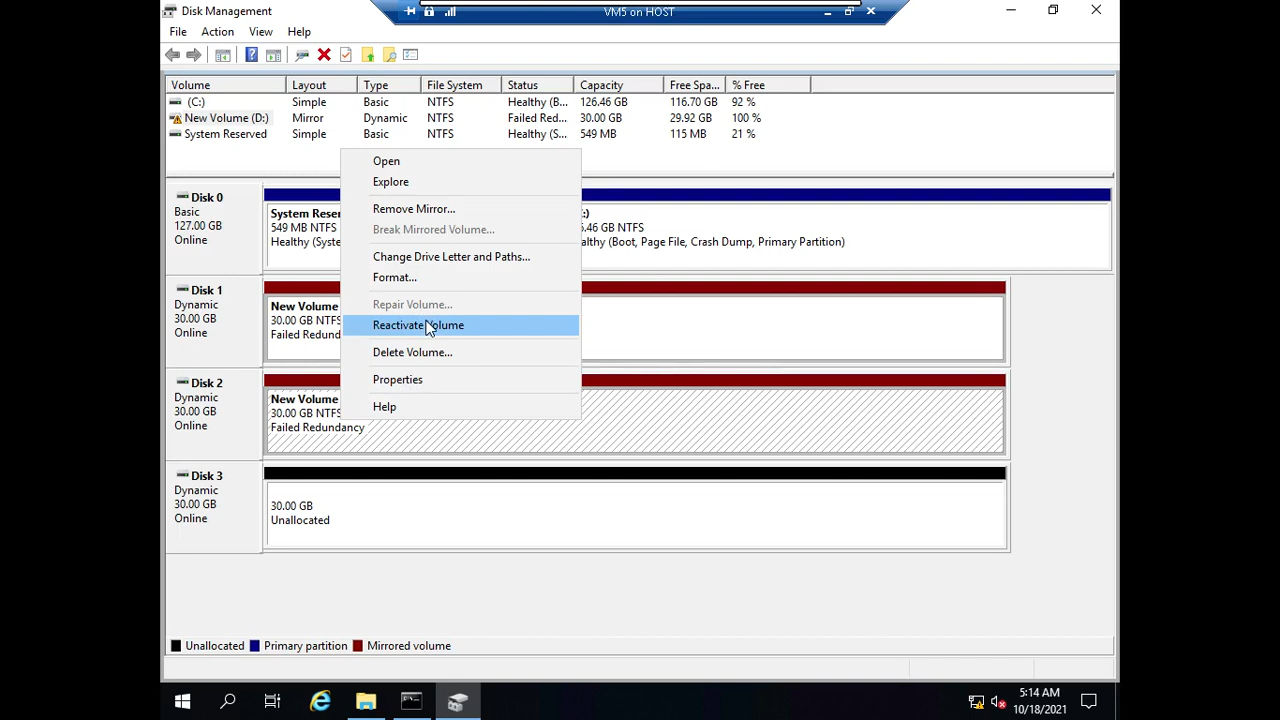 Disk Management
VM5 on HOST
File Action View Help
Volume Layout Type File System Status Capacity Free Spa... % Free
(C:) Simple Basic NTFS Healthy (B... 126.46 GB 116.70 GB 92 %
New Volume (D:) Mirror Dynamic NTFS Failed Red... 30.00 GB 29.92 GB 100 %
System Reserved Simple Basic NTFS Healthy (S... 549 MB 115 MB 21 %
Open
Explore
Remove Mirror...
Break Mirrored Volume...
Change Drive Letter and Paths...
Format...
Repair Volume...
Reactivate Volume
Delete Volume...
Properties
Help
Disk 0
Basic
127.00 GB
Online
System Reser
549 MB NTFS
Healthy (Syste
:)
.46 GB NTFS
althy (Boot, Page File, Crash Dump, Primary Partition)
Disk 1
Dynamic
30.00 GB
Online
New Volume
30.00 GB NTFS
Failed Redund
Disk 2
Dynamic
30.00 GB
Online
New Volume
30.00 GB NTFS
Failed Redundancy
Disk 3
Dynamic
30.00 GB
Online
30.00 GB
Unallocated
Unallocated Primary partition Mirrored volume
5:14 AM
10/18/2021